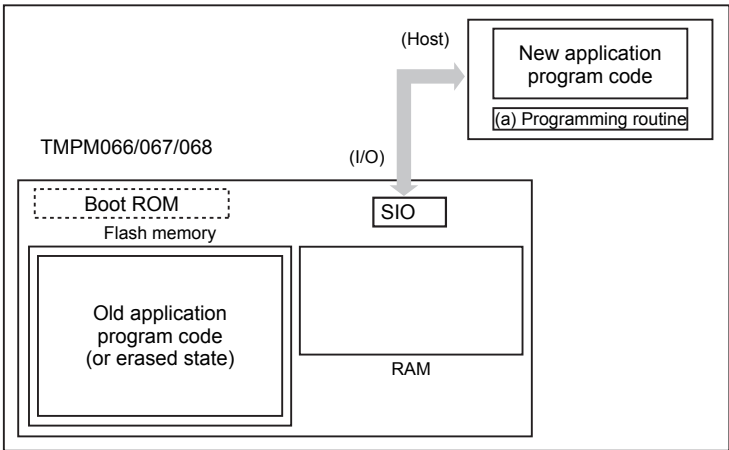 (Host)
New application
program code
(a) Programming routine
TMPM066/067/068
(I/O)
Boot ROM
SIO
Flash memory
Old application
program code
(or erased state)
RAM